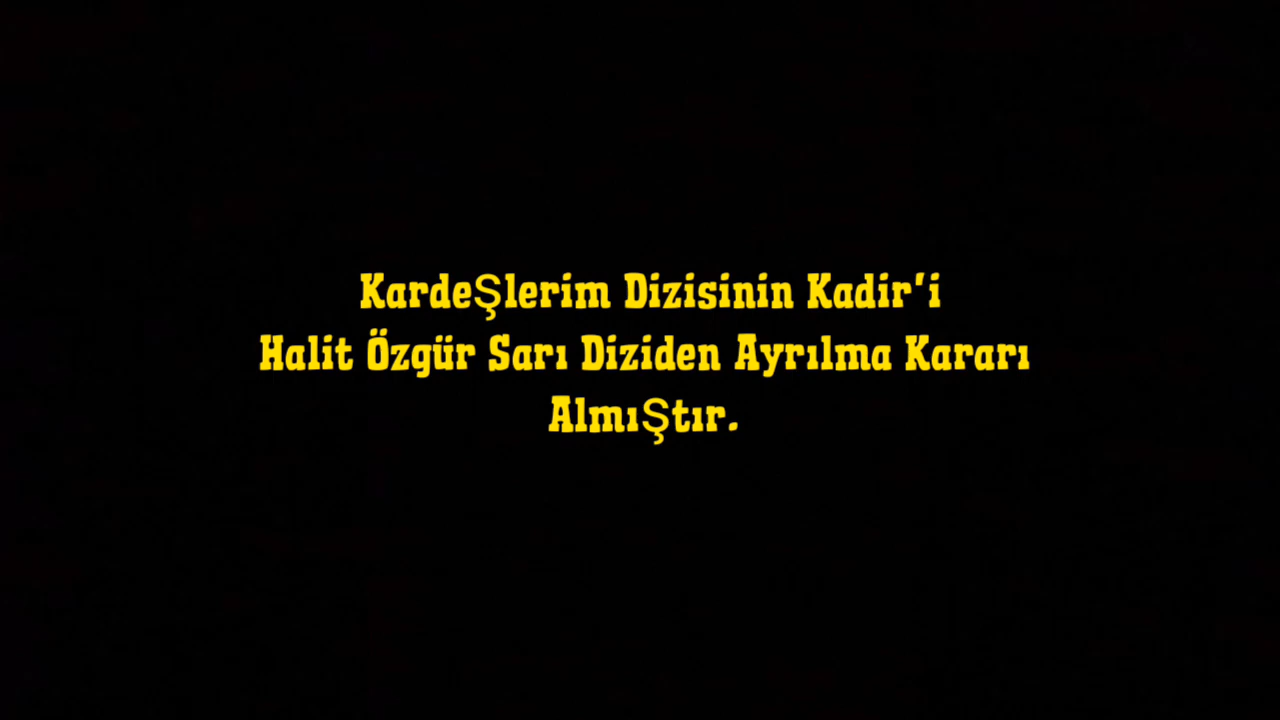 KardeŞlerim Dizisinin Kadir'i
Halit Özgür Sarı Diziden Ayrılma Kararı
AlmıŞtır.